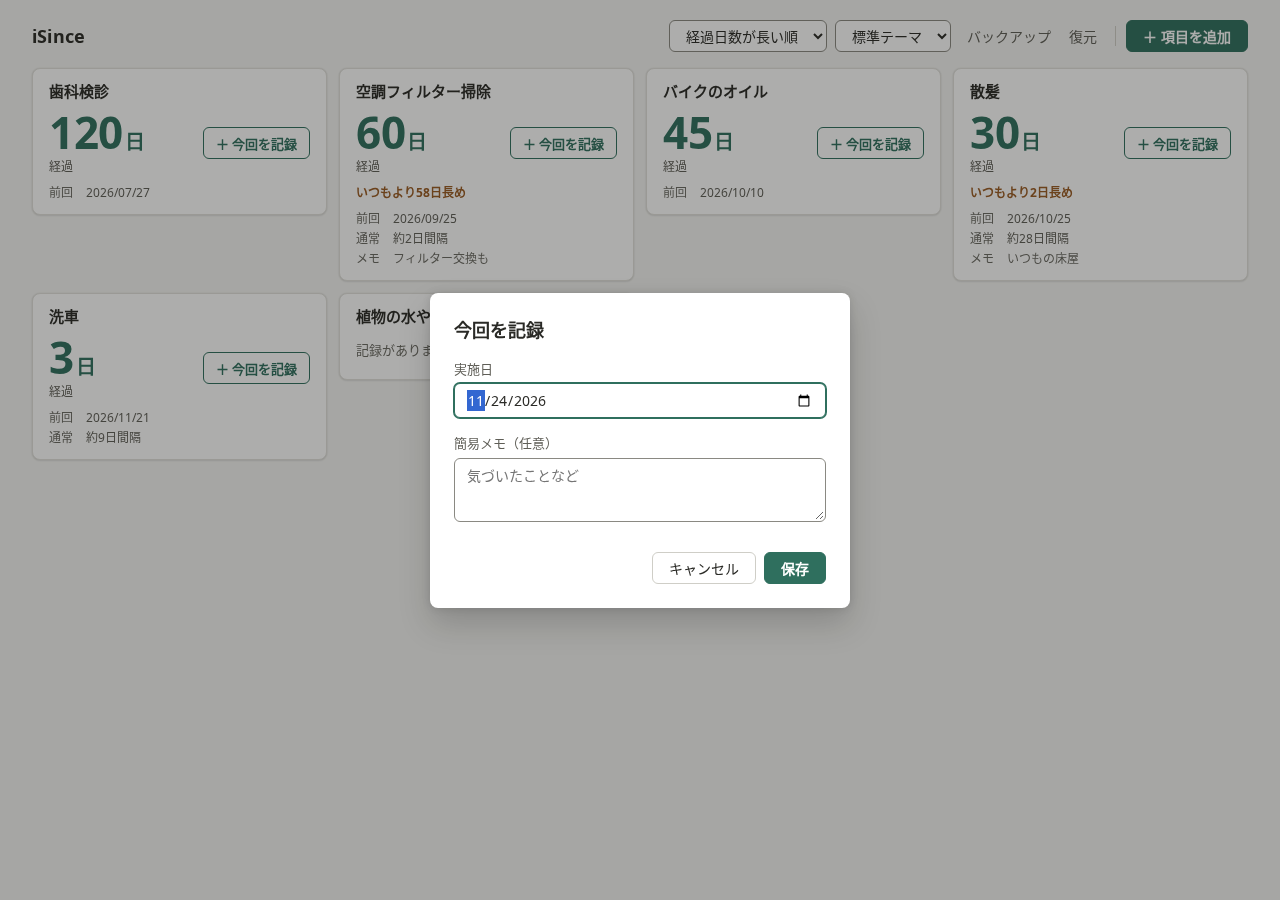 iSince
経過日数が長い順
標準テーマ
バックアップ
復元
＋ 項目を追加
歯科検診
120日
経過
＋ 今回を記録
前回 2026/07/27
空調フィルター掃除
60日
経過
＋ 今回を記録
いつもより58日長め
前回 2026/09/25
通常 約2日間隔
メモ フィルター交換も
バイクのオイル
45日
経過
＋ 今回を記録
前回 2026/10/10
散髪
30日
経過
＋ 今回を記録
いつもより2日長め
前回 2026/10/25
通常 約28日間隔
メモ いつもの床屋
洗車
3日
経過
＋ 今回を記録
前回 2026/11/21
通常 約9日間隔
植物の水や
記録がありま
今回を記録
実施日
11/24/2026
簡易メモ（任意）
気づいたことなど
キャンセル
保存